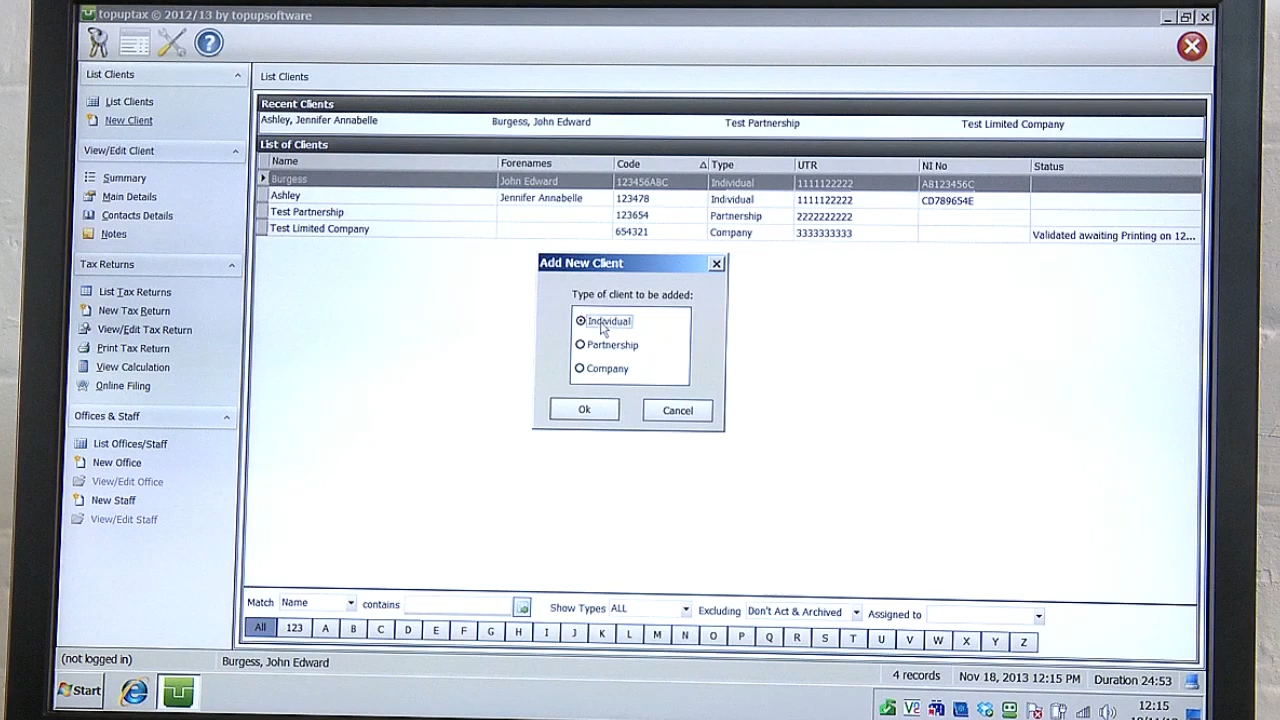 topuptax © 2012/13 by topupsoftware
List Clients
List Clients
New Client
View/Edit Client
Summary
Main Details
Contacts Details
Notes
Tax Returns
List Tax Returns
New Tax Return
View/Edit Tax Return
Print Tax Return
View Calculation
Online Filing
Offices & Staff
List Offices/Staff
New Office
View/Edit Office
New Staff
View/Edit Staff
List Clients
Recent Clients
Ashley, Jennifer Annabelle Burgess, John Edward Test Partnership Test Limited Company
List of Clients
Name Forenames Code Type UTR NI No Status
Burgess John Edward 123456ABC Individual 1111122222 AB123456C
Ashley Jennifer Annabelle 123478 Individual 1111122222 CD789654E
Test Partnership 123654 Partnership 2222222222
Test Limited Company 654321 Company 3333333333 Validated awaiting Printing on 12...
Add New Client
Type of client to be added:
Individual
Partnership
Company
Ok Cancel
Match Name contains Show Types ALL Excluding Don't Act & Archived Assigned to
All 123 A B C D E F G H I J K L M N O P Q R S T U V W X Y Z
(not logged in) Burgess, John Edward 4 records Nov 18, 2013 12:15 PM Duration 24:53
Start 12:15